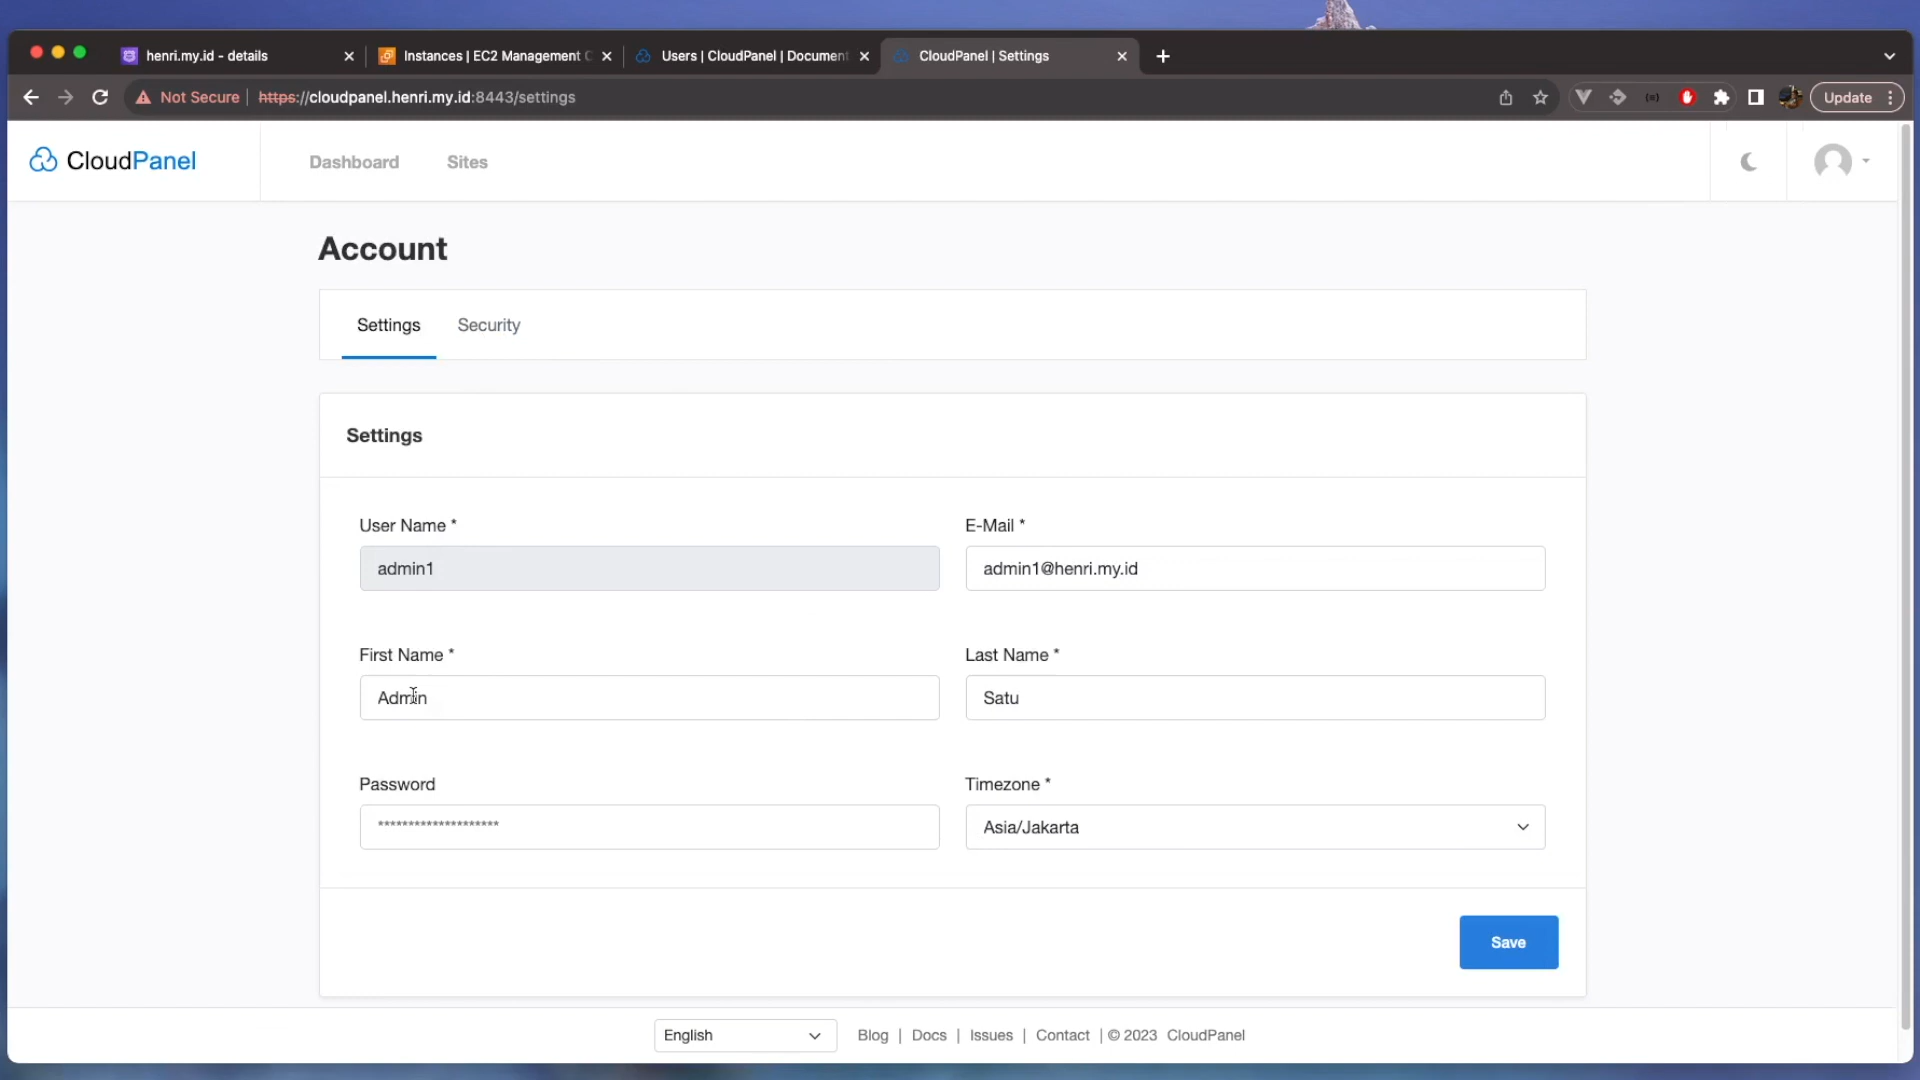 henri.my.id - details
Instances | EC2 Management C
Users | CloudPanel | Document
CloudPanel | Settings
Not Secure
https://cloudpanel.henri.my.id:8443/settings
Update
CloudPanel
Dashboard
Sites
Account
Settings
Security
Settings
User Name *
E-Mail *
admin1
admin1@henri.my.id
First Name *
Last Name *
Admin
Satu
Password
Timezone *
********************
Asia/Jakarta
Save
English
Blog | Docs | Issues | Contact | © 2023 CloudPanel